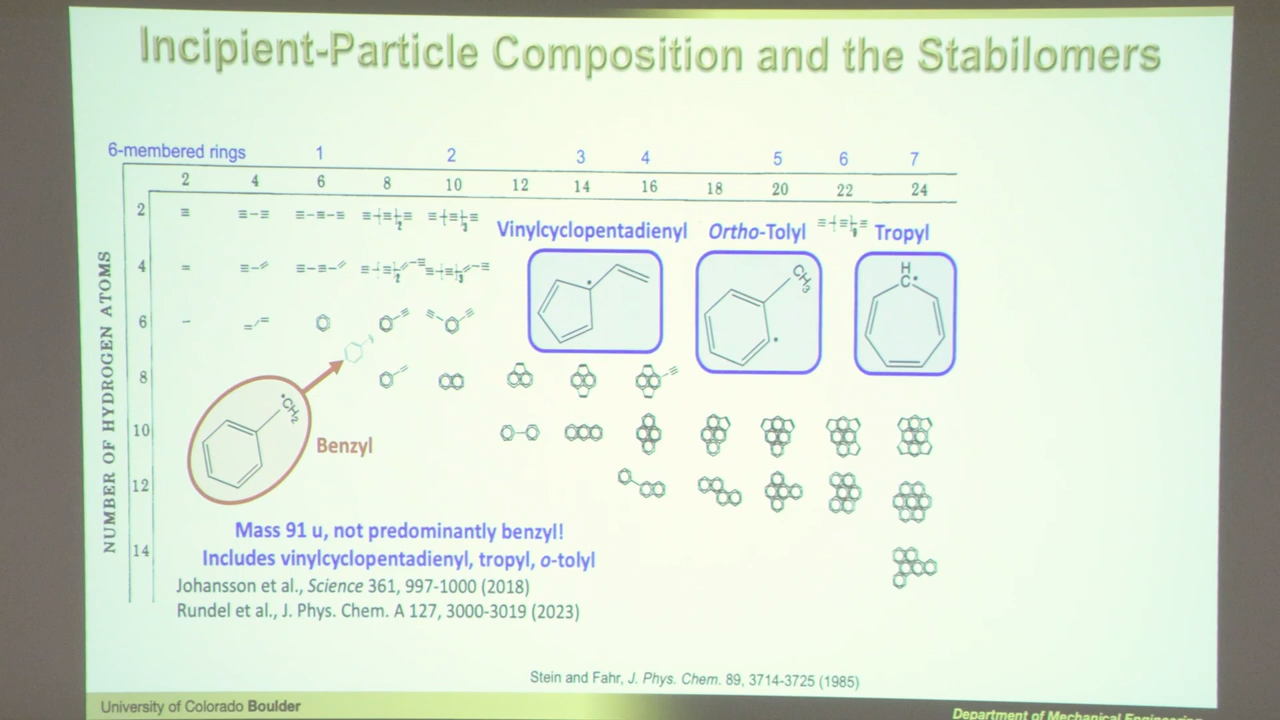 Incipient-Particle Composition and the Stabilomers
6-membered rings 1 2 3 4 5 6 7
2 4 6 8 10 12 14 16 18 20 22 24
NUMBER OF HYDROGEN ATOMS
2
4
6
8
10
12
14
Vinylcyclopentadienyl
Ortho-Tolyl
Tropyl
CH3
H
C•
•CH2
Benzyl
Mass 91 u, not predominantly benzyl!
Includes vinylcyclopentadienyl, tropyl, o-tolyl
Johansson et al., Science 361, 997-1000 (2018)
Rundel et al., J. Phys. Chem. A 127, 3000-3019 (2023)
Stein and Fahr, J. Phys. Chem. 89, 3714-3725 (1985)
University of Colorado Boulder
Department of Mechanical Engineering